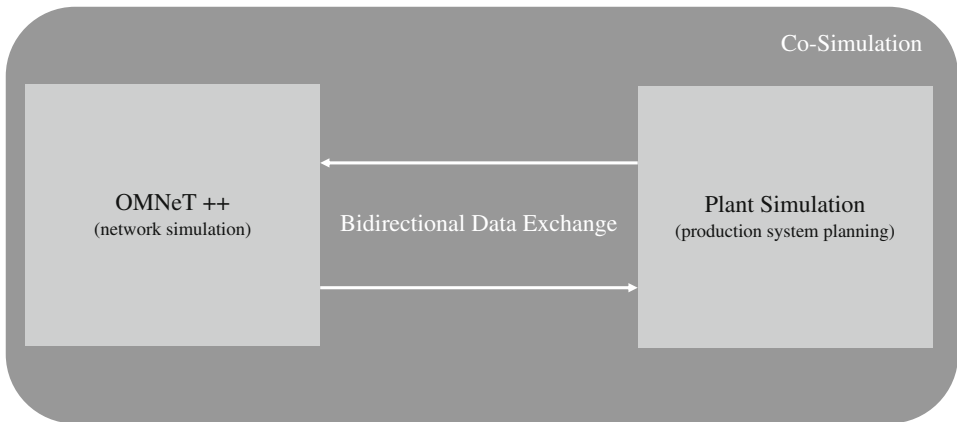 Co-Simulation
OMNeT ++
(network simulation)
Bidirectional Data Exchange
Plant Simulation
(production system planning)